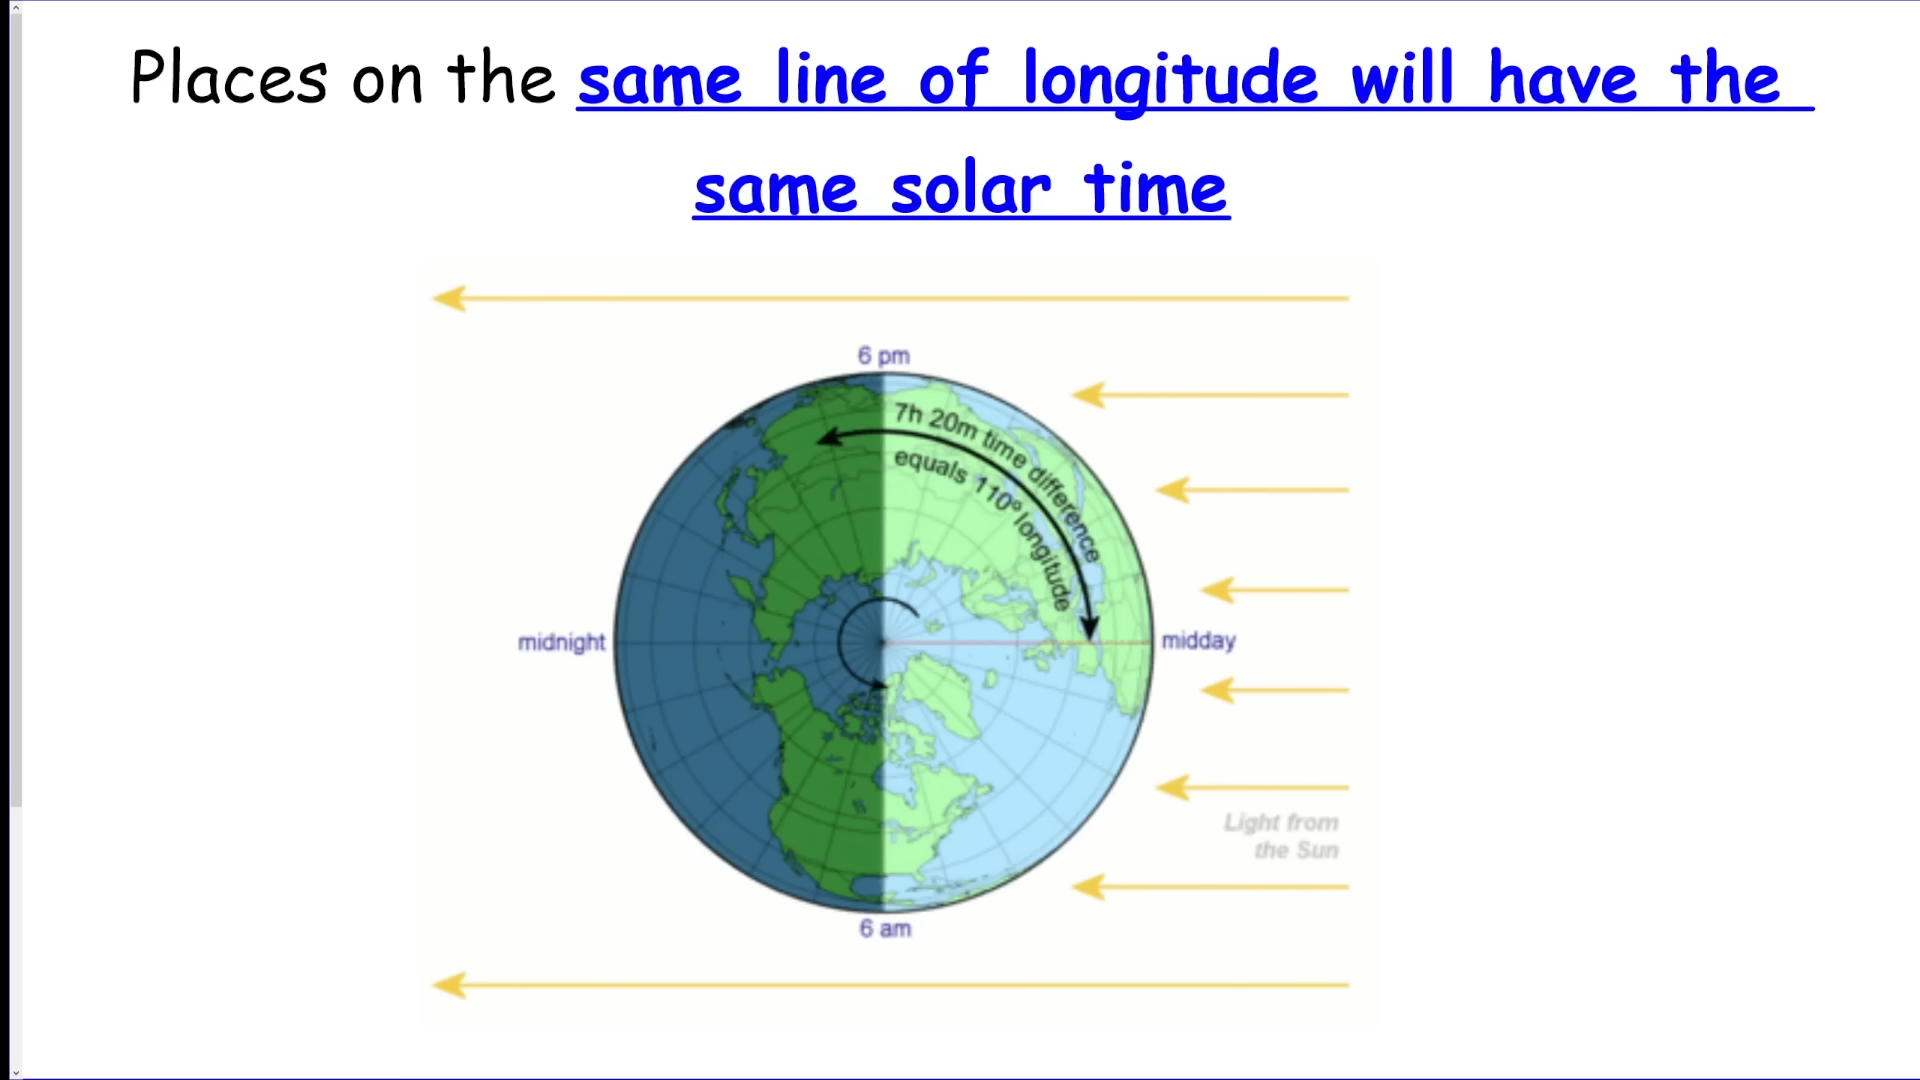 Places on the same line of longitude will have the
same solar time
6 pm
7h 20m time difference
equals 110º longitude
midnight
midday
Light from
the Sun
6 am